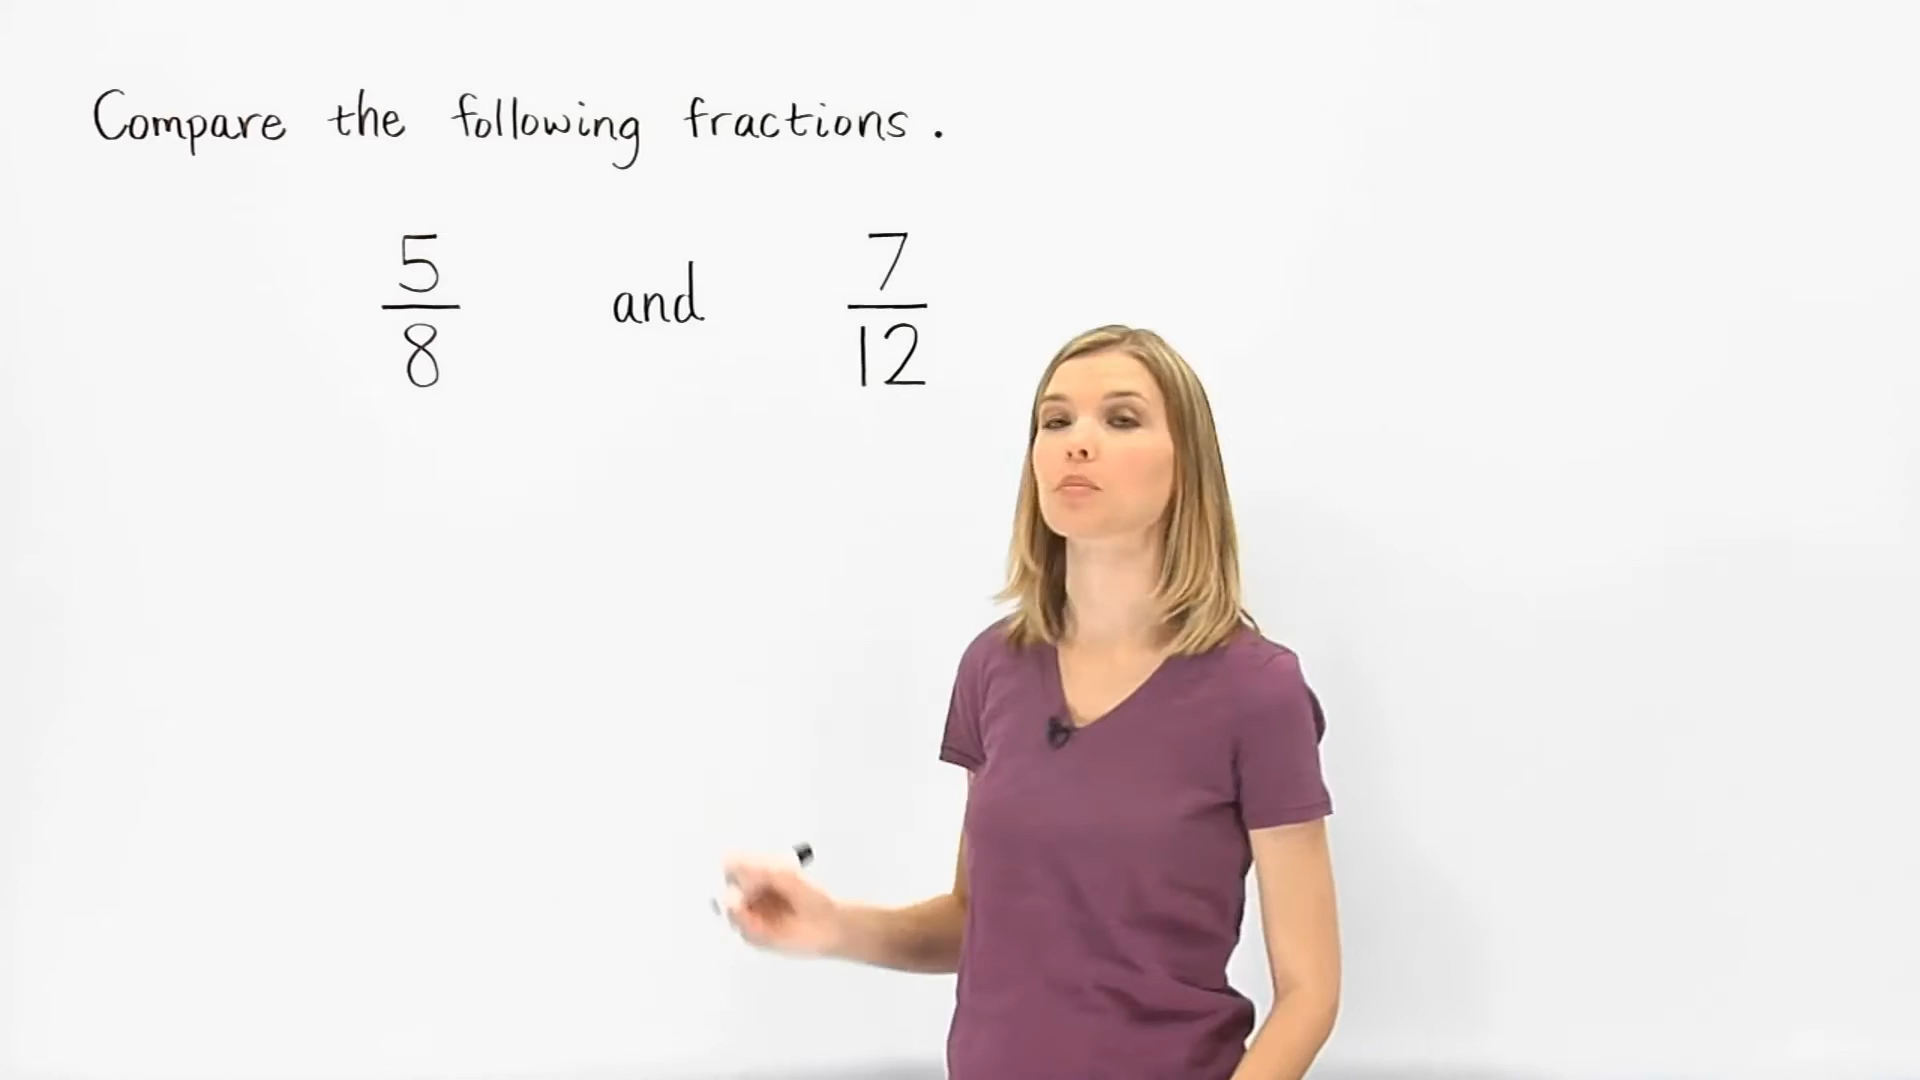 Compare the following fractions.
5/8 and 7/12